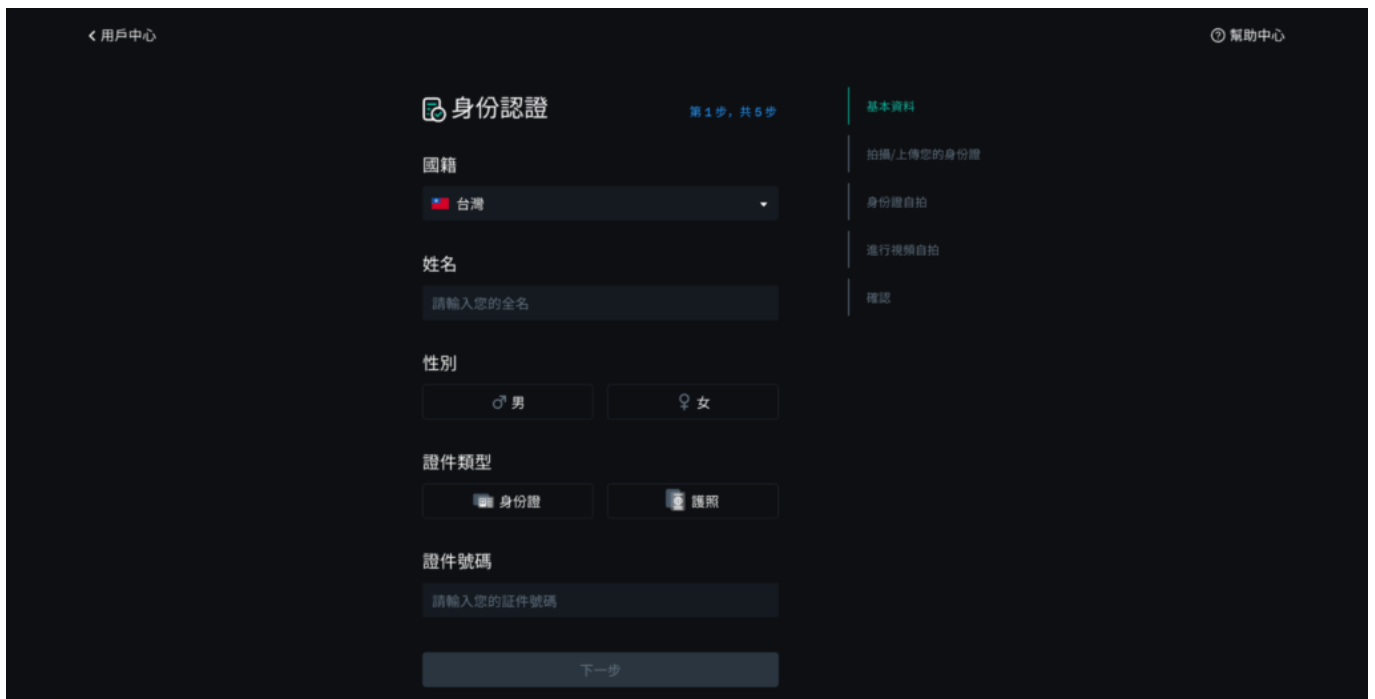 用戶中心
幫助中心
身份認證
第 1 步, 共 5 步
國籍
台灣
姓名
請輸入您的全名
性別
男
女
證件類型
身份證
護照
證件號碼
請輸入您的証件號碼
下一步
基本資料
拍攝/上傳您的身份證
身份證自拍
進行視頻自拍
確認